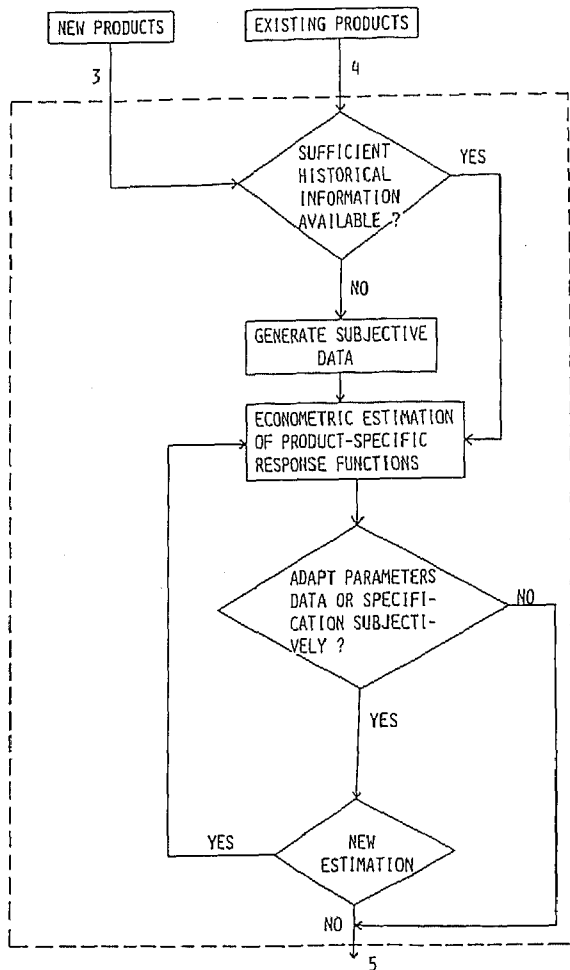 NEW PRODUCTS
EXISTING PRODUCTS
3
4
SUFFICIENT
HISTORICAL
INFORMATION
AVAILABLE ?
YES
NO
GENERATE SUBJECTIVE
DATA
ECONOMETRIC ESTIMATION
OF PRODUCT-SPECIFIC
RESPONSE FUNCTIONS
ADAPT PARAMETERS
DATA OR SPECIFI-
CATION SUBJECTI-
VELY ?
NO
YES
YES
NEW
ESTIMATION
NO
5